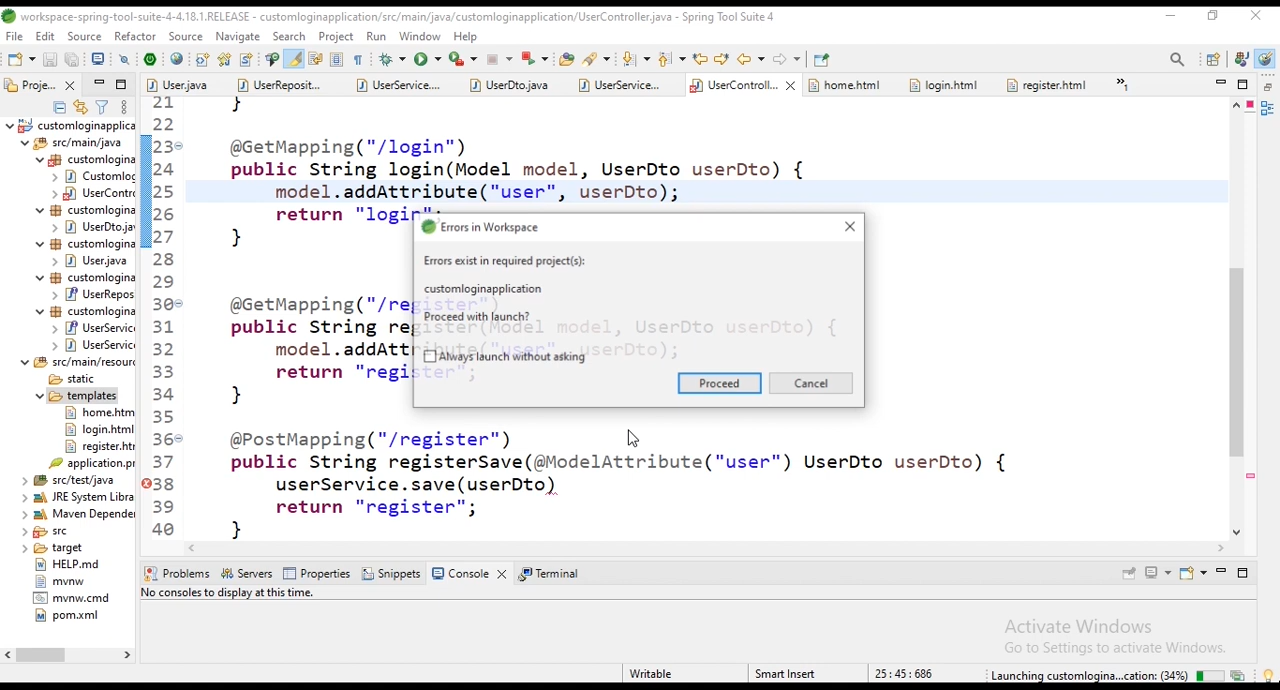 workspace-spring-tool-suite-4-4.18.1.RELEASE - customloginapplication/src/main/java/customloginapplication/UserController.java - Spring Tool Suite 4
File Edit Source Refactor Source Navigate Search Project Run Window Help
Proje...
User.java
UserReposit...
UserService....
UserDto.java
UserService...
UserControll...
home.html
login.html
register.html
»1
customloginapplica
src/main/java
customlogina
Customlog
UserContro
customlogina
UserDto.jav
customlogina
User.java
customlogina
UserRepos
customlogina
UserService
UserService
src/main/resourc
static
templates
home.htm
login.html
register.htr
application.pr
src/test/java
JRE System Libra
Maven Depende
src
target
HELP.md
mvnw
mvnw.cmd
pom.xml
21 }
22
23 @GetMapping("/login")
24 public String login(Model model, UserDto userDto) {
25 model.addAttribute("user", userDto);
26 return "login";
27 }
28
29
30 @GetMapping("/register")
31 public String register(Model model, UserDto userDto) {
32 model.addAttribute("user", userDto);
33 return "register";
34 }
35
36 @PostMapping("/register")
37 public String registerSave(@ModelAttribute("user") UserDto userDto) {
38 userService.save(userDto)
39 return "register";
40 }
Errors in Workspace
Errors exist in required project(s):
customloginapplication
Proceed with launch?
Always launch without asking
Proceed Cancel
Problems Servers Properties Snippets Console Terminal
No consoles to display at this time.
Activate Windows
Go to Settings to activate Windows.
Writable Smart Insert 25 : 45 : 686 Launching customlogina...cation: (34%)